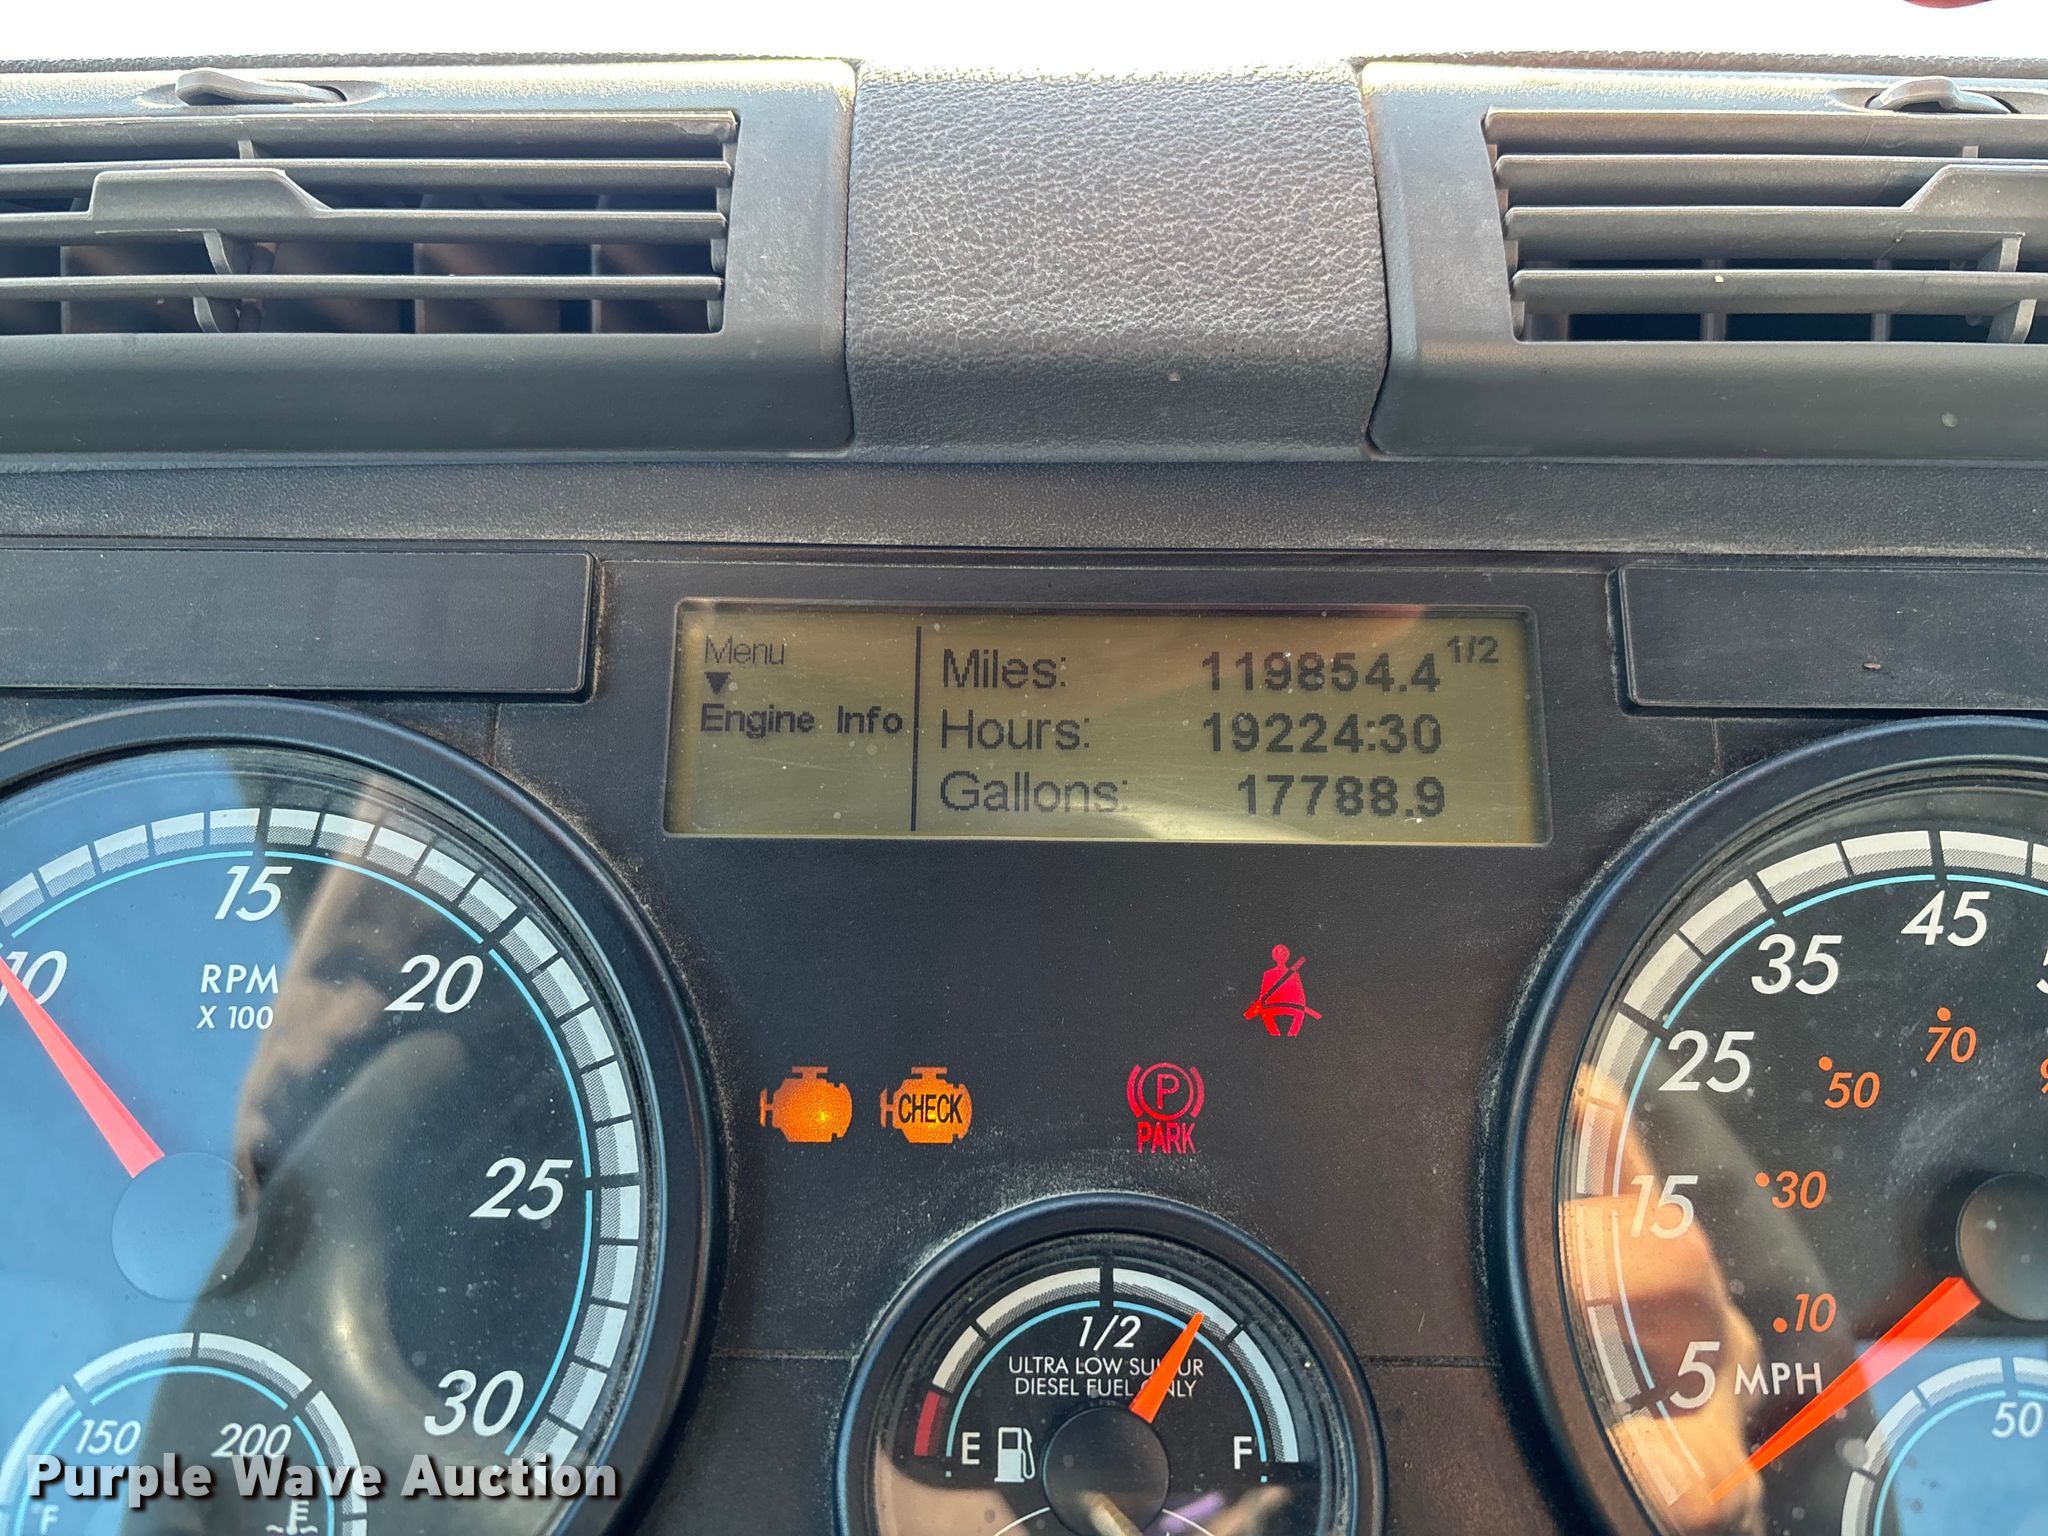 Menu
▼
Engine Info
Miles: 119854.4 1/2
Hours: 19224:30
Gallons: 17788.9
10
15
20
25
30
RPM
X 100
150
200
F
CHECK
P
PARK
1/2
ULTRA LOW SULFUR
DIESEL FUEL ONLY
E
F
5
15
25
35
45
MPH
10
30
50
70
50
Purple Wave Auction